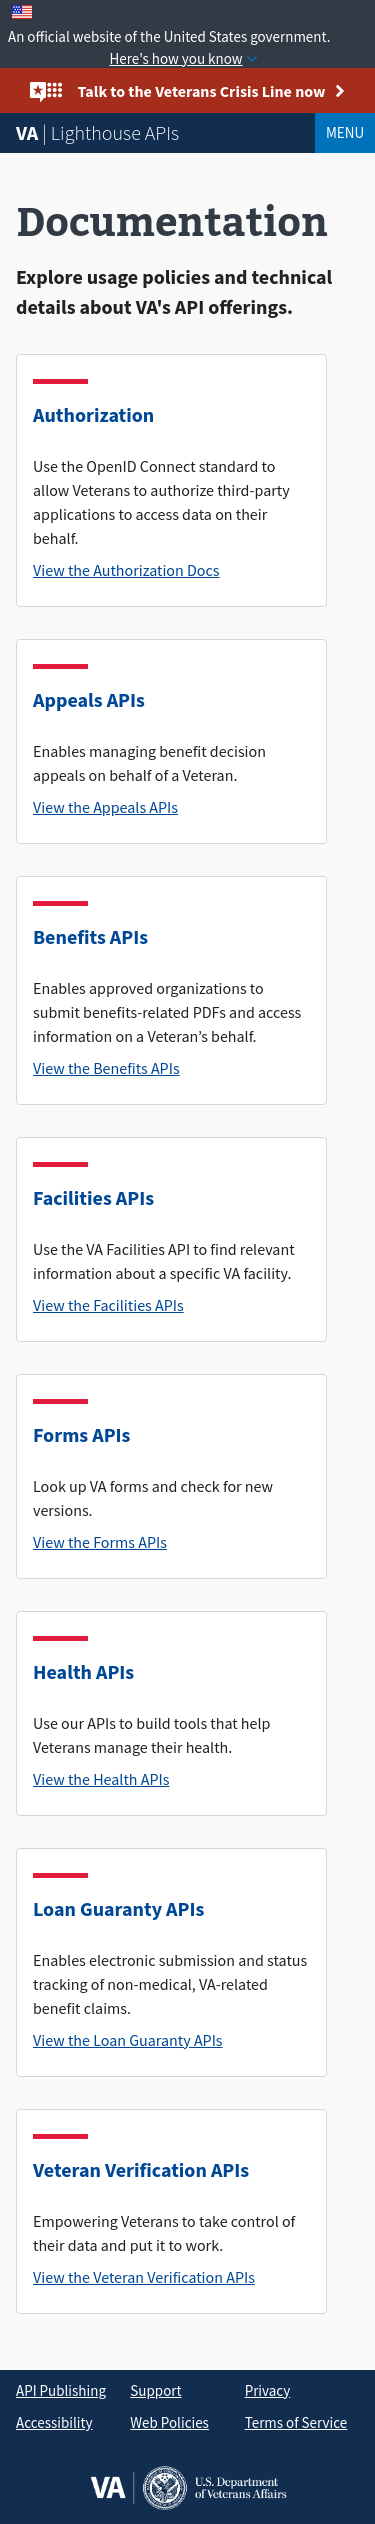 An official website of the United States government.
Here's how you know
Talk to the Veterans Crisis Line now
VA | Lighthouse APIs
MENU
Documentation
Explore usage policies and technical
details about VA's API offerings.
Authorization
Use the OpenID Connect standard to
allow Veterans to authorize third-party
applications to access data on their
behalf.
View the Authorization Docs
Appeals APIs
Enables managing benefit decision
appeals on behalf of a Veteran.
View the Appeals APIs
Benefits APIs
Enables approved organizations to
submit benefits-related PDFs and access
information on a Veteran’s behalf.
View the Benefits APIs
Facilities APIs
Use the VA Facilities API to find relevant
information about a specific VA facility.
View the Facilities APIs
Forms APIs
Look up VA forms and check for new
versions.
View the Forms APIs
Health APIs
Use our APIs to build tools that help
Veterans manage their health.
View the Health APIs
Loan Guaranty APIs
Enables electronic submission and status
tracking of non-medical, VA-related
benefit claims.
View the Loan Guaranty APIs
Veteran Verification APIs
Empowering Veterans to take control of
their data and put it to work.
View the Veteran Verification APIs
API Publishing Support Privacy
Accessibility Web Policies Terms of Service
VA
U.S. Department
of Veterans Affairs